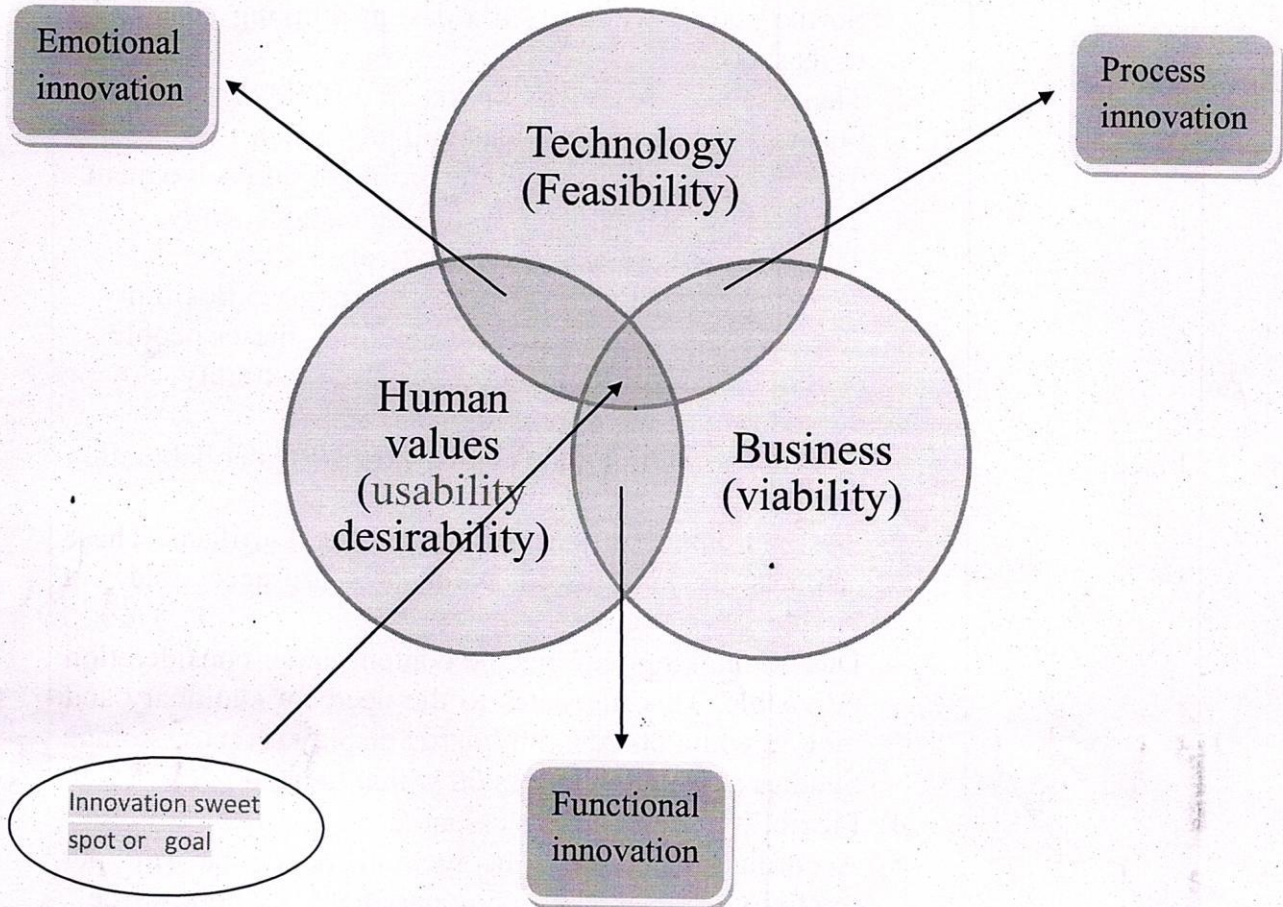 Emotional
innovation
Process
innovation
Technology
(Feasibility)
Human
values
(usability
desirability)
Business
(viability)
Innovation sweet
spot or goal
Functional
innovation